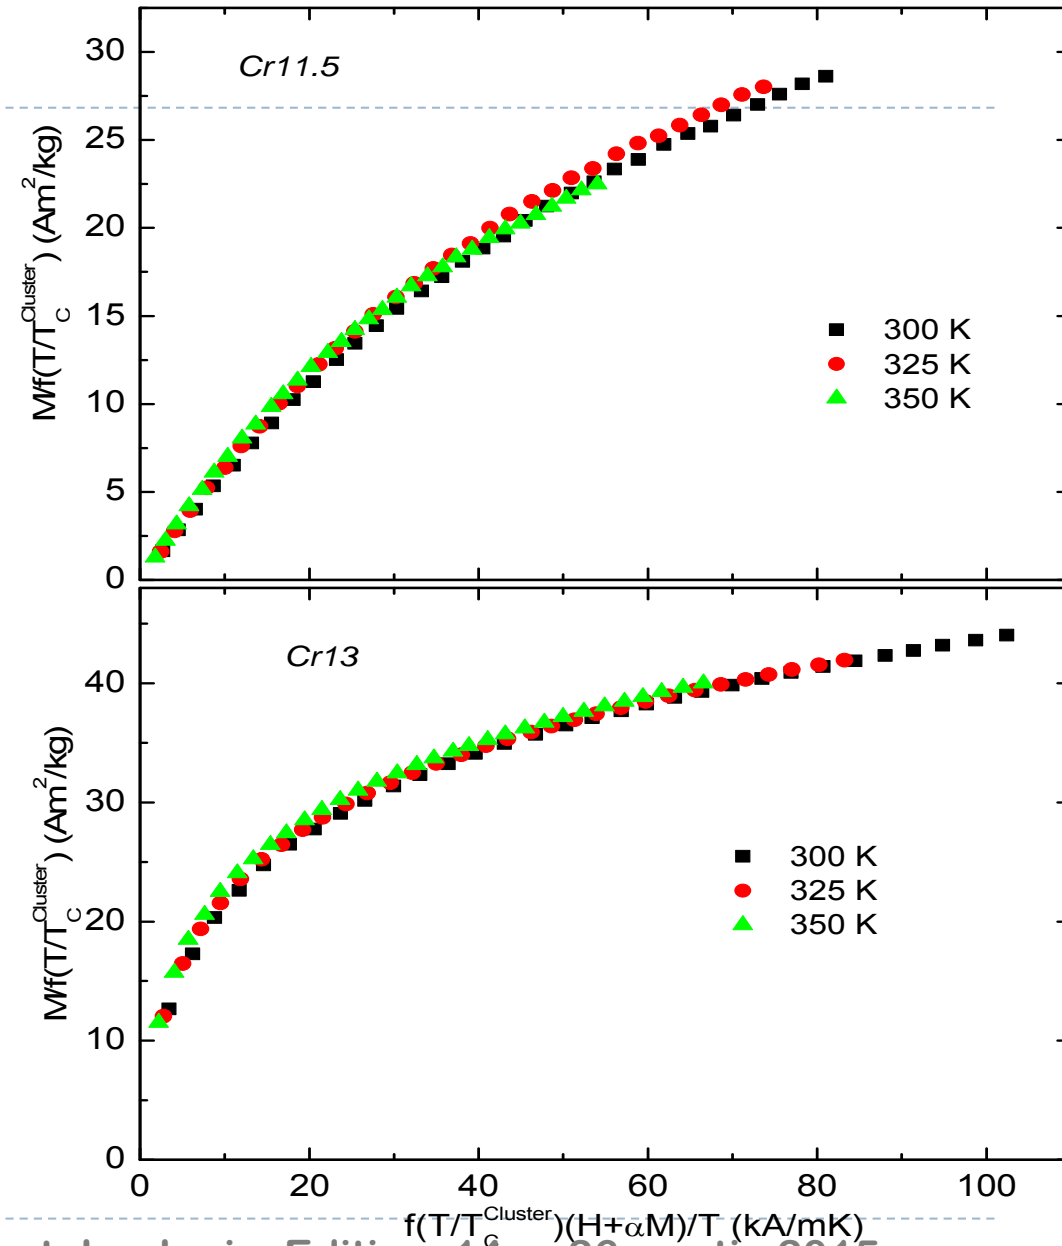 Cr11.5
30
25
20
15
10
5
0
M/f(T/T_C^Cluster) (Am^2/kg)
300 K
325 K
350 K
Cr13
40
30
20
10
0
M/f(T/T_C^Cluster) (Am^2/kg)
300 K
325 K
350 K
0 20 40 60 80 100
f(T/T_C^Cluster)(H+αM)/T (kA/mK)